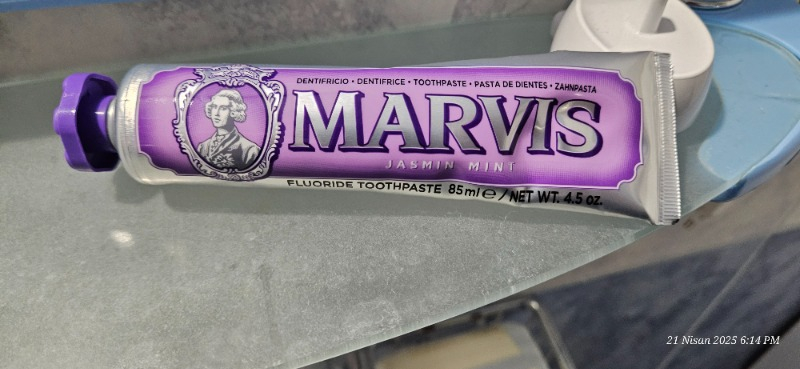 DENTIFRICIO • DENTIFRICE • TOOTHPASTE • PASTA DE DIENTES • ZAHNPASTA
MARVIS
JASMIN MINT
FLUORIDE TOOTHPASTE 85ml ℮ / NET WT. 4.5 oz.
21 Nisan 2025 6:14 PM